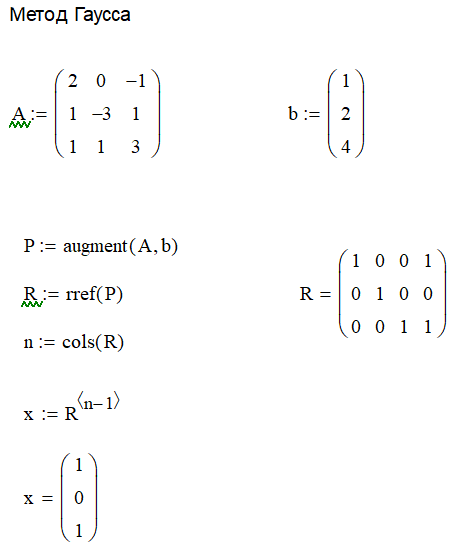 Метод Гаусса
A := ( 2 0 −1 ; 1 −3 1 ; 1 1 3 ) b := ( 1 ; 2 ; 4 )
P := augment(A, b)
R := rref(P) R = ( 1 0 0 1 ; 0 1 0 0 ; 0 0 1 1 )
n := cols(R)
x := R^⟨n−1⟩
x = ( 1 ; 0 ; 1 )